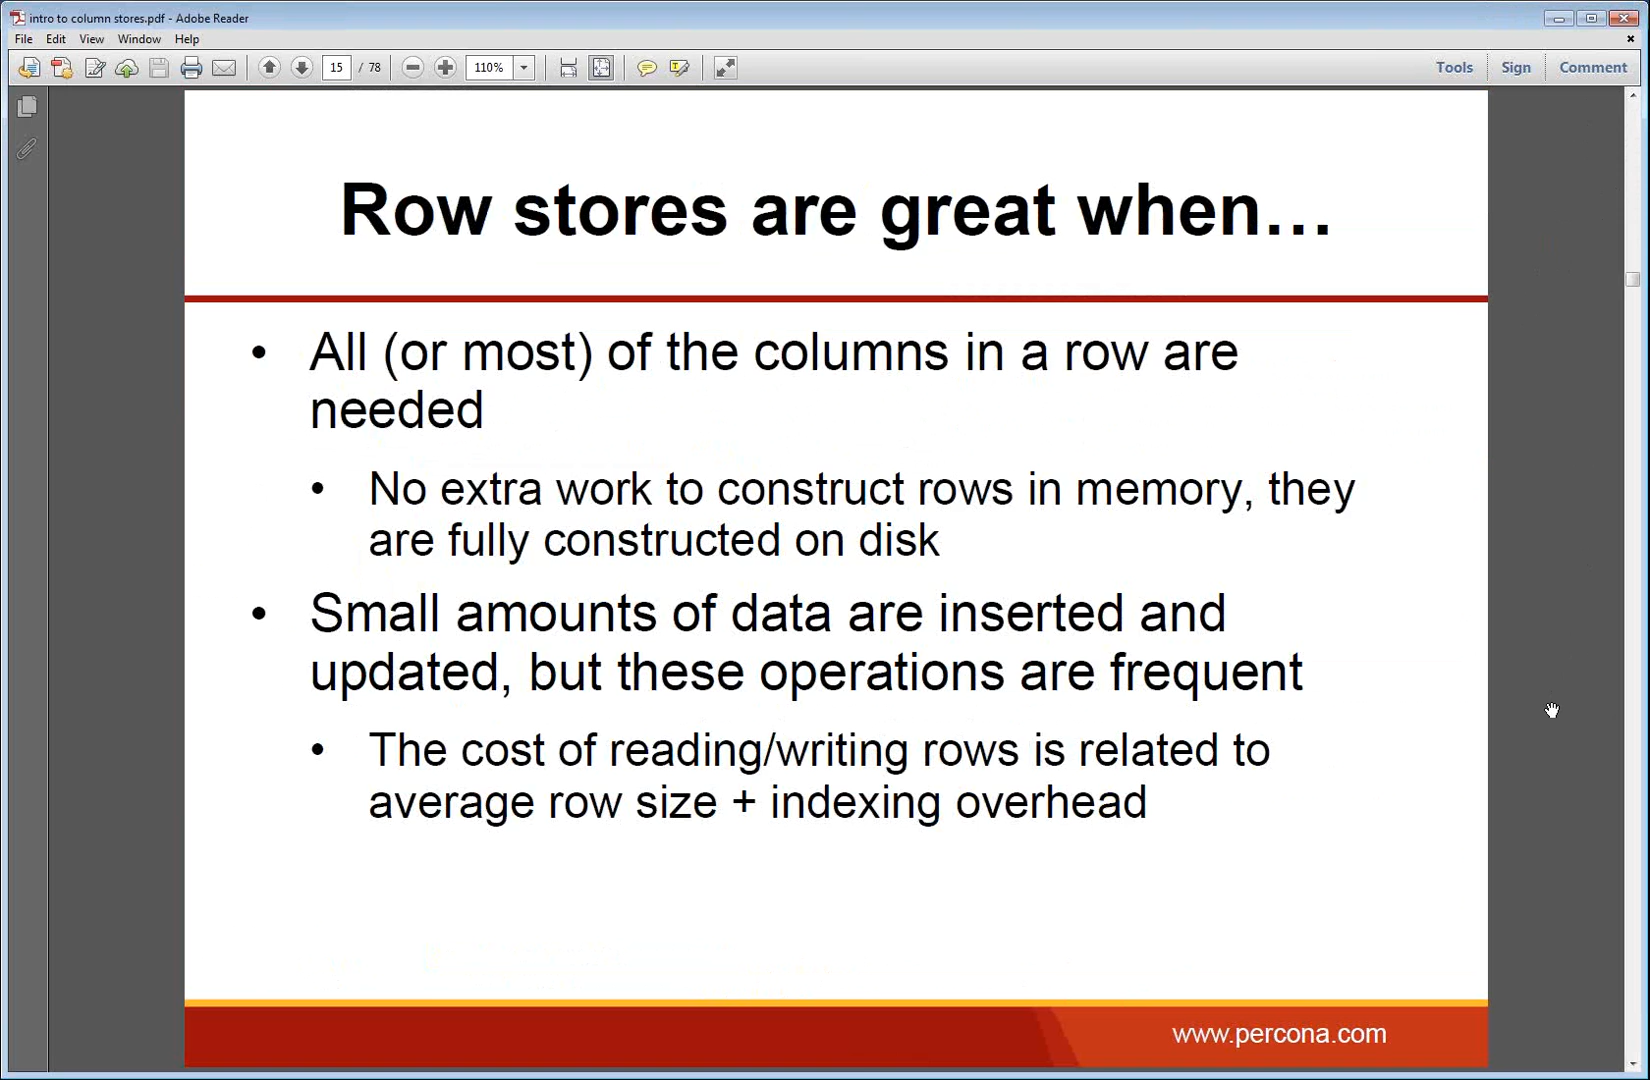 intro to column stores.pdf - Adobe Reader
File Edit View Window Help
15 / 78 110% Tools Sign Comment
Row stores are great when…
• All (or most) of the columns in a row are
needed
• No extra work to construct rows in memory, they
are fully constructed on disk
• Small amounts of data are inserted and
updated, but these operations are frequent
• The cost of reading/writing rows is related to
average row size + indexing overhead
www.percona.com